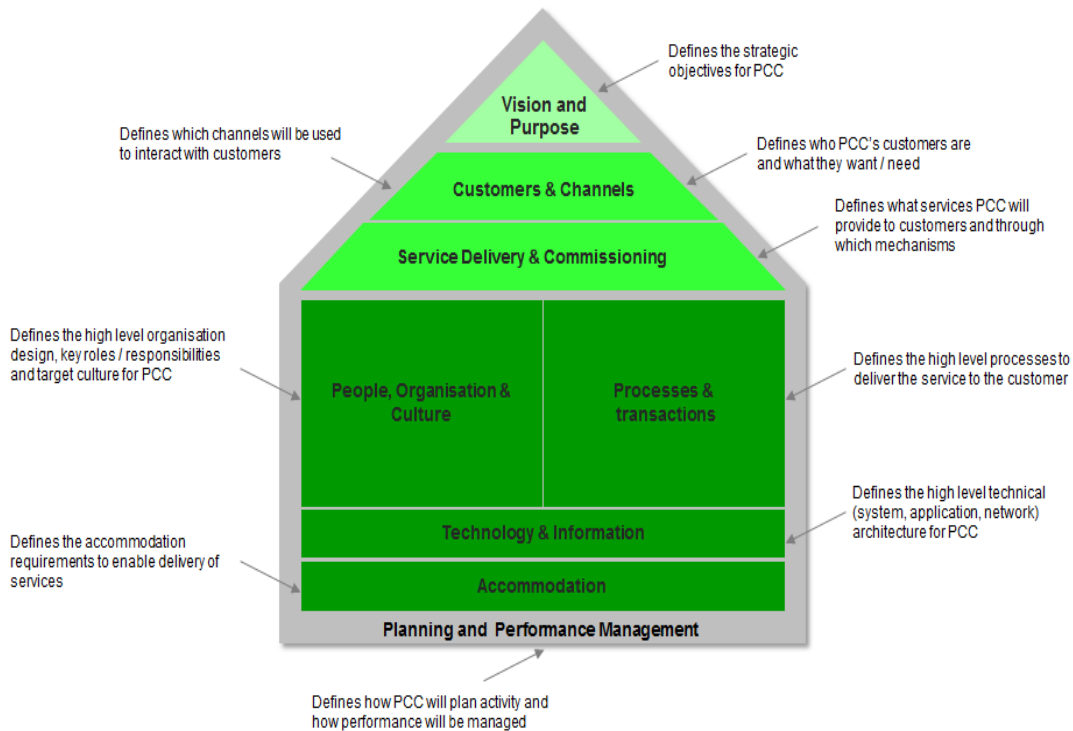 Defines the strategic
objectives for PCC
Vision and
Purpose
Defines which channels will be used
to interact with customers
Defines who PCC's customers are
and what they want / need
Customers & Channels
Defines what services PCC will
provide to customers and through
which mechanisms
Service Delivery & Commissioning
Defines the high level organisation
design, key roles / responsibilities
and target culture for PCC
People, Organisation &
Culture
Processes &
transactions
Defines the high level processes to
deliver the service to the customer
Defines the high level technical
(system, application, network)
architecture for PCC
Technology & Information
Defines the accommodation
requirements to enable delivery of
services
Accommodation
Planning and Performance Management
Defines how PCC will plan activity and
how performance will be managed